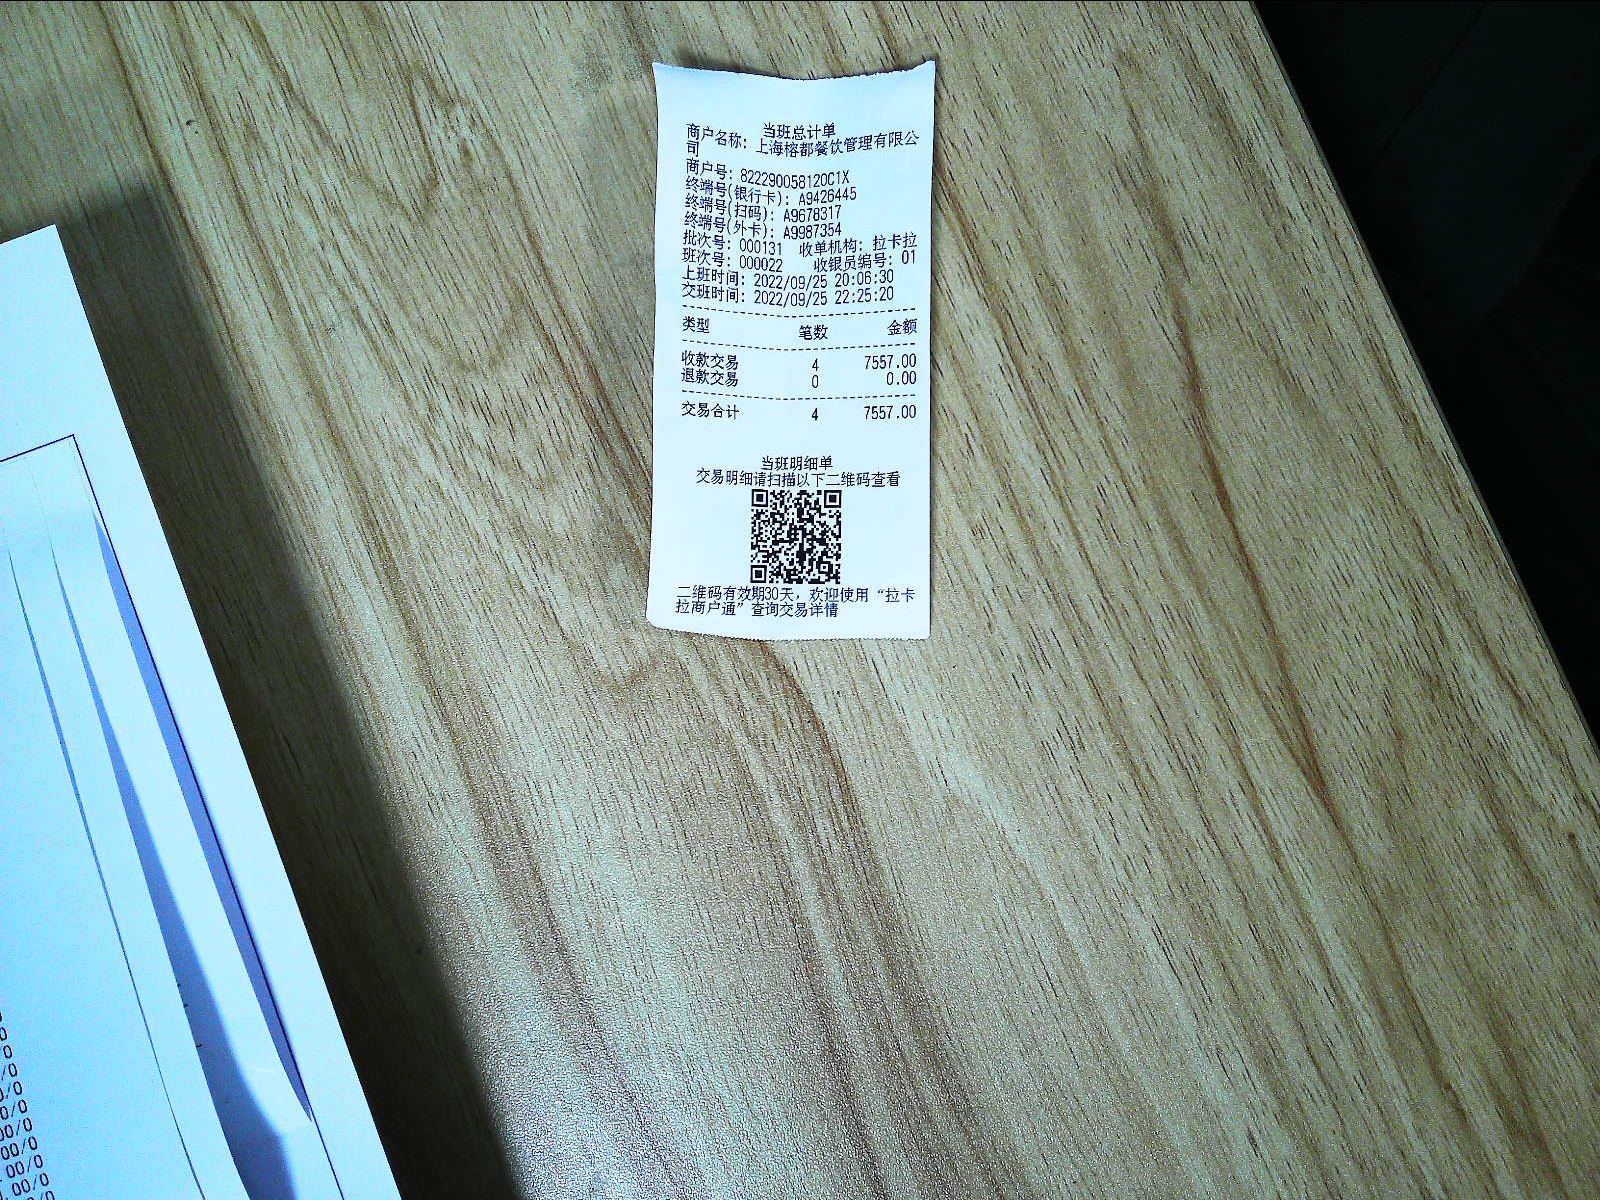 当班总计单
商户名称：上海榕都餐饮管理有限公
司
商户号：822290058120C1X
终端号(银行卡)：A9426445
终端号(扫码)：A9678317
终端号(外卡)：A9987354
批次号：000131 收单机构：拉卡拉
班次号：000022 收银员编号：01
上班时间：2022/09/25 20:06:30
交班时间：2022/09/25 22:25:20
类型 笔数 金额
收款交易 4 7557.00
退款交易 0 0.00
交易合计 4 7557.00
当班明细单
交易明细请扫描以下二维码查看
二维码有效期30天，欢迎使用“拉卡
拉商户通”查询交易详情